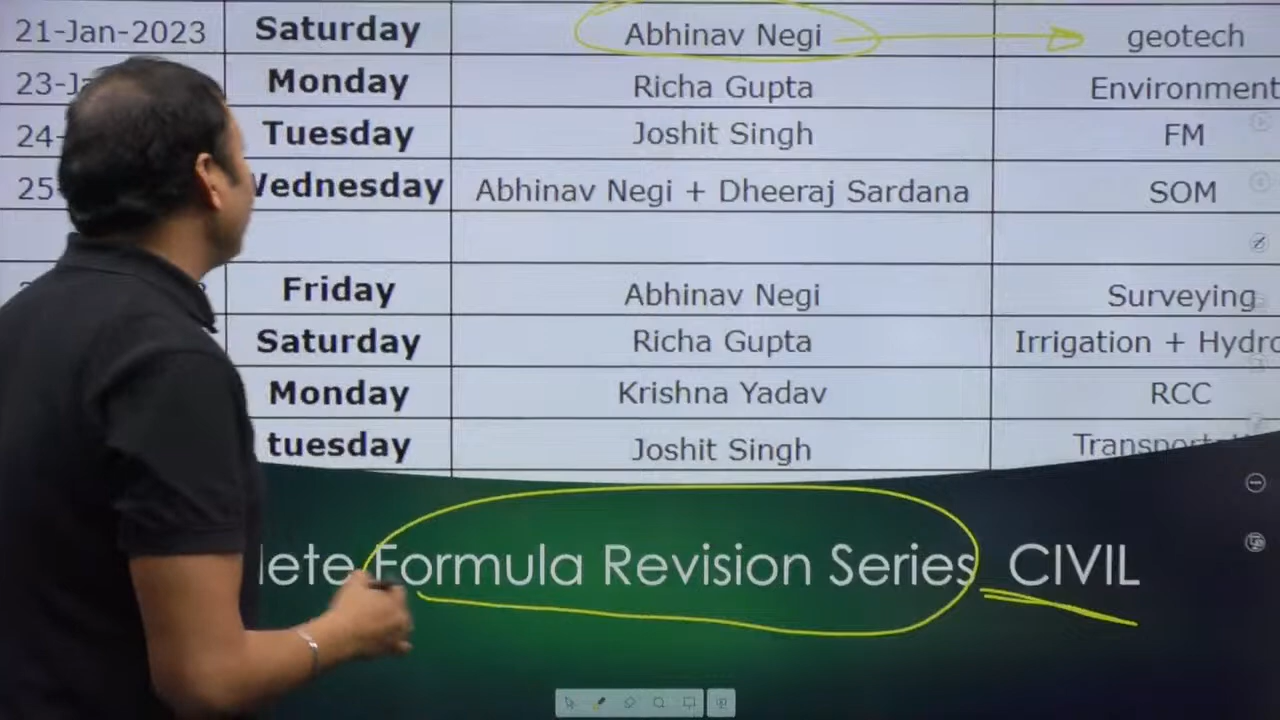 21-Jan-2023 Saturday Abhinav Negi geotech
Monday Richa Gupta Environment
Tuesday Joshit Singh FM
Wednesday Abhinav Negi + Dheeraj Sardana SOM
Friday Abhinav Negi Surveying
Saturday Richa Gupta Irrigation +
Monday Krishna Yadav RCC
tuesday Joshit Singh
Formula Revision Series CIVIL